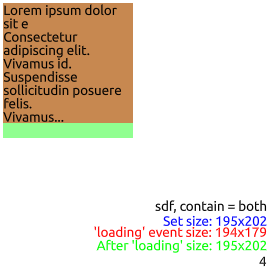 Lorem ipsum dolor
sit e
Consectetur
adipiscing elit.
Vivamus id.
Suspendisse
sollicitudin posuere
felis.
Vivamus...
sdf, contain = both
Set size: 195x202
'loading' event size: 194x179
After 'loading' size: 195x202
4